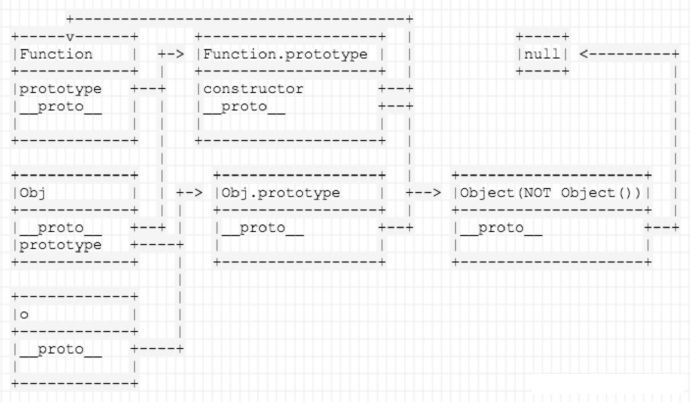 Function
Function.prototype
null
prototype
constructor
__proto__
__proto__
Obj
Obj.prototype
Object(NOT Object())
__proto__
__proto__
__proto__
prototype
o
__proto__